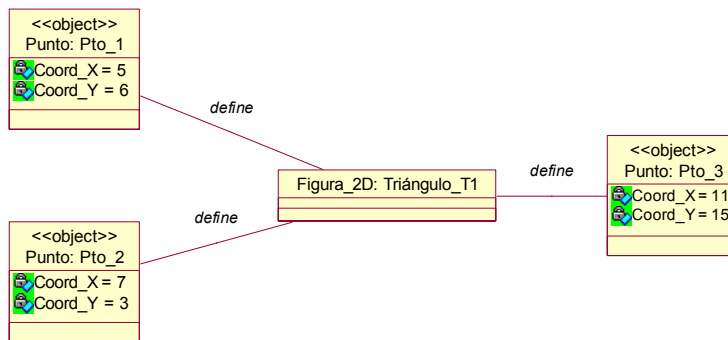 <<object>>
Punto: Pto_1
Coord_X = 5
Coord_Y = 6
define
Figura_2D: Triángulo_T1
define
<<object>>
Punto: Pto_3
Coord_X = 11
Coord_Y = 15
define
<<object>>
Punto: Pto_2
Coord_X = 7
Coord_Y = 3